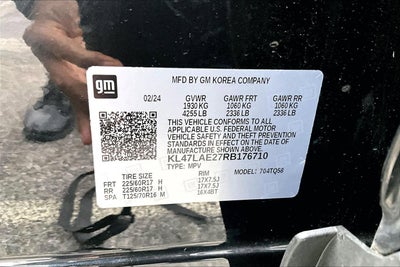 gm
MFD BY GM KOREA COMPANY
02/24 GVWR GAWR FRT GAWR RR
1930 KG 1060 KG 1060 KG
4255 LB 2336 LB 2336 LB
THIS VEHICLE CONFORMS TO ALL
APPLICABLE U.S. FEDERAL MOTOR
VEHICLE SAFETY AND THEFT PREVENTION
STANDARDS IN EFFECT ON THE DATE OF
MANUFACTURE SHOWN ABOVE.
KL47LAE27RB176710
TYPE: MPV MODEL: 704TQ56
TIRE SIZE RIM
FRT 225/60R17 H 17X7.5J
RR 225/60R17 H 17X7.5J
SPA T125/70R16 M 16X4BT